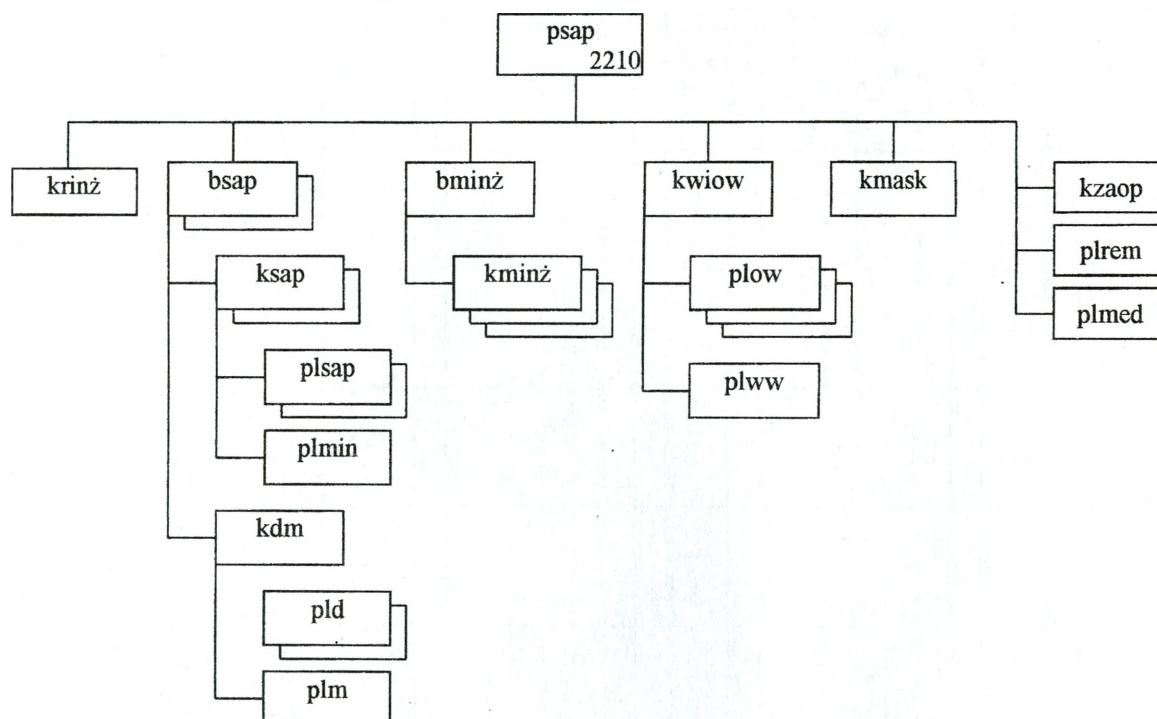 psap
2210
krinż
bsap
bminż
kwiow
kmask
kzaop
plrem
plmed
ksap
kminż
plow
plsap
plww
plmin
kdm
pld
plm